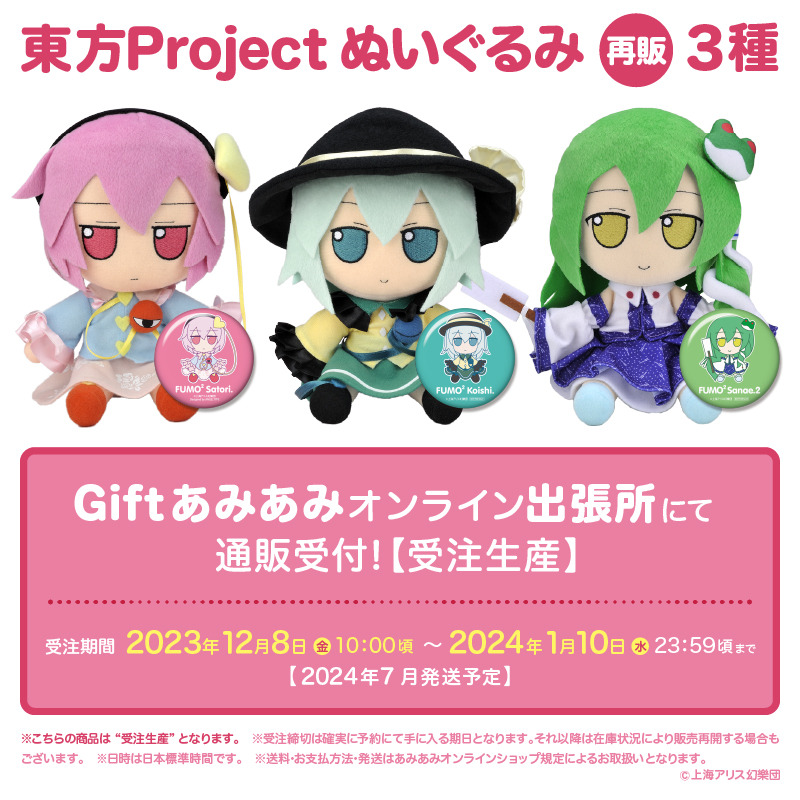 東方Project ぬいぐるみ 再販 3種
FUMO² Satori.
FUMO² Koishi.
FUMO² Sanae.2
Giftあみあみオンライン出張所にて
通販受付!【受注生産】
受注期間 2023年12月8日 金 10:00頃 ～ 2024年1月10日 水 23:59頃まで
【2024年7月発送予定】
※こちらの商品は“受注生産”となります。 ※受注締切は確実に予約にて手に入る期日となります。それ以降は在庫状況により販売再開する場合も
ございます。 ※日時は日本標準時間です。 ※送料・お支払方法・発送はあみあみオンラインショップ規定によるお取扱いとなります。
©上海アリス幻樂団